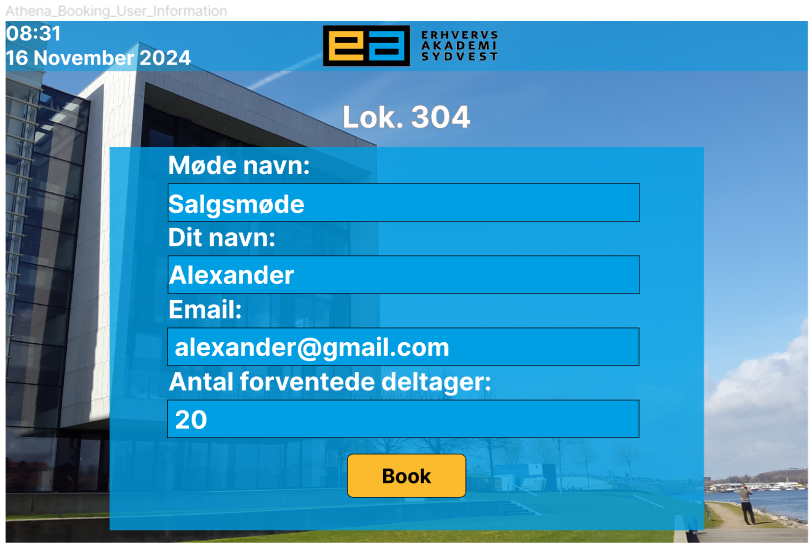 Athena_Booking_User_Information
08:31
16 November 2024
ea
ERHVERVS
AKADEMI
SYDVEST
Lok. 304
Møde navn:
Salgsmøde
Dit navn:
Alexander
Email:
alexander@gmail.com
Antal forventede deltager:
20
Book